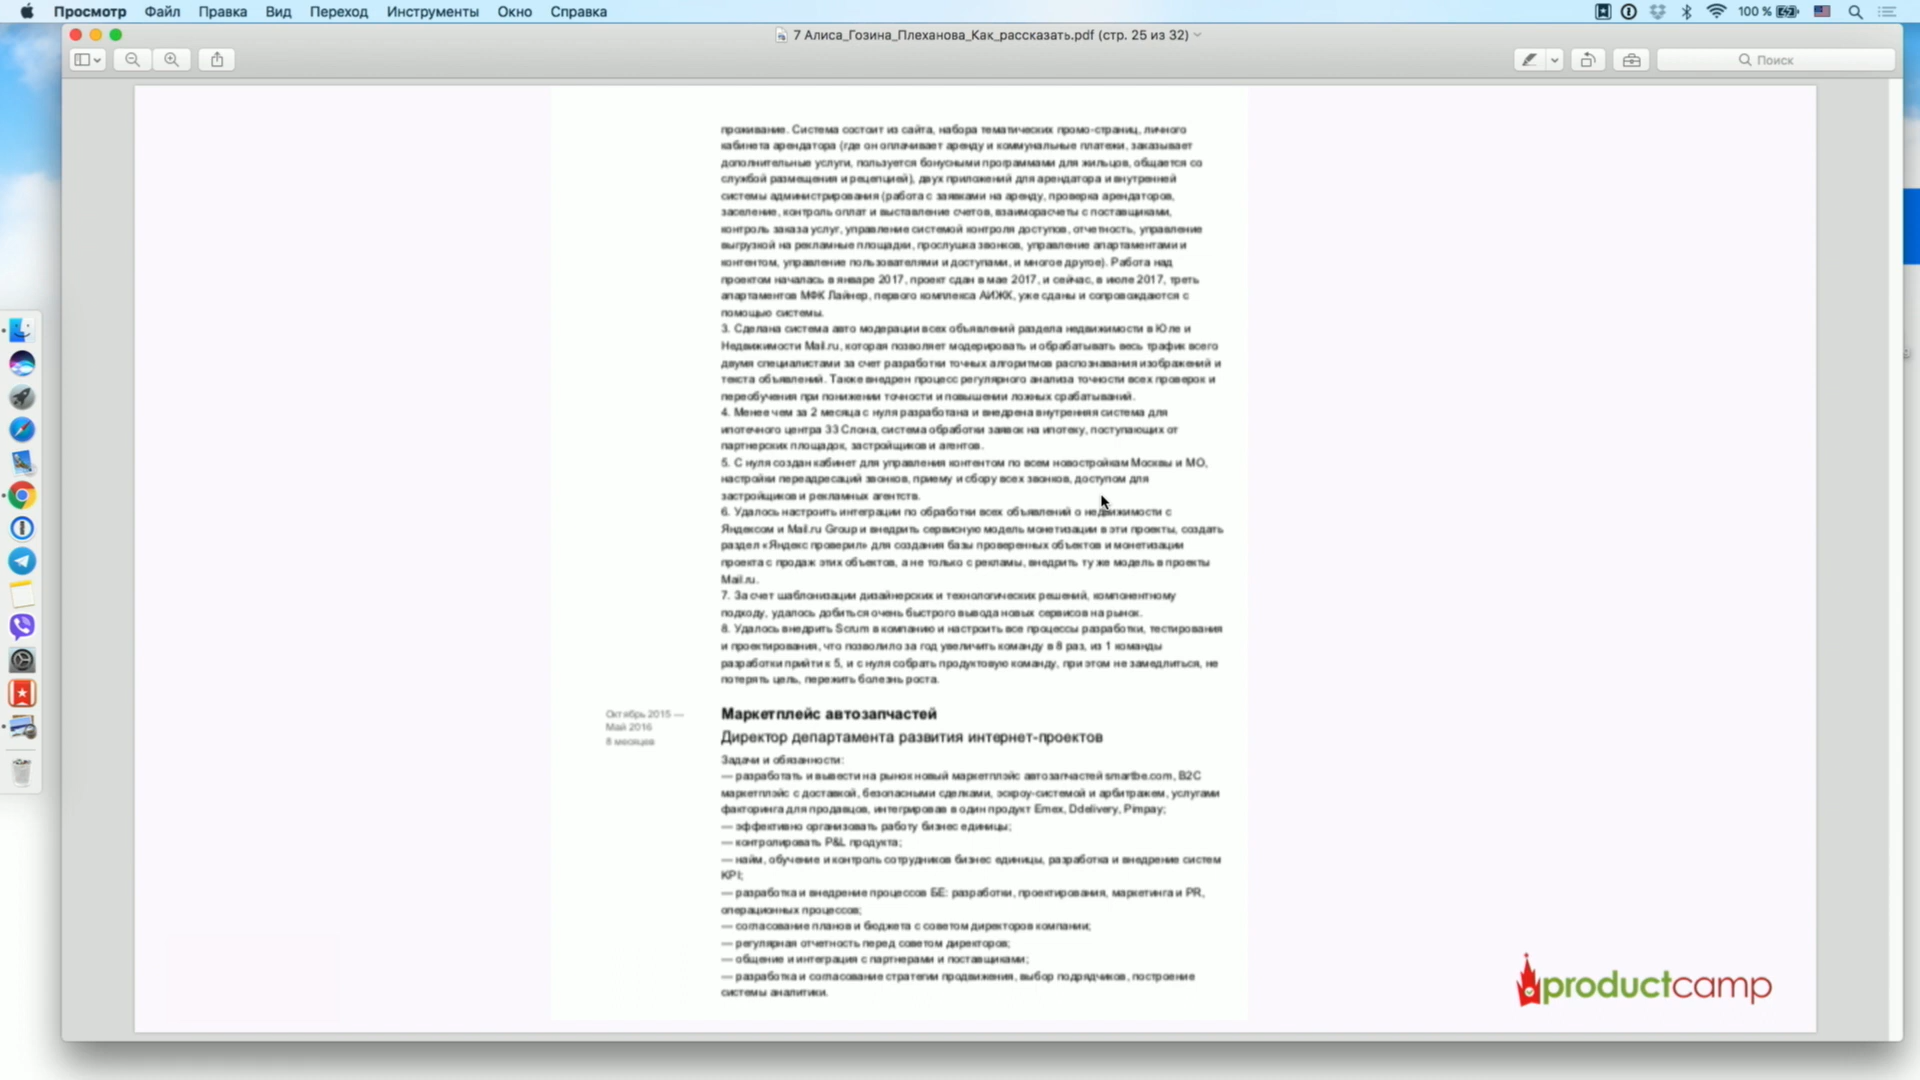 Просмотр Файл Правка Вид Переход Инструменты Окно Справка 100 %
7 Алиса_Гозина_Плеханова_Как_рассказать.pdf (стр. 25 из 32)
Поиск
проживание. Система состоит из сайта, набора тематических промо-страниц, личного
кабинета арендатора (где он оплачивает аренду и коммунальные платежи, заказывает
дополнительные услуги, пользуется бонусными программами для жильцов, общается со
службой размещения и рецепцией), двух приложений для арендатора и внутренней
системы администрирования (работа с заявками на аренду, проверка арендаторов,
заселение, контроль оплат и выставление счетов, взаиморасчеты с поставщиками,
контроль заказа услуг, управление системой контроля доступов, отчетность, управление
выгрузкой на рекламные площадки, прослушка звонков, управление апартаментами и
контентом, управление пользователями и доступами, и многое другое). Работа над
проектом началась в январе 2017, проект сдан в мае 2017, и сейчас, в июле 2017, треть
апартаментов МФК Лайнер, первого комплекса АИЖК, уже сданы и сопровождаются с
помощью системы.
3. Сделана система авто модерации всех объявлений раздела недвижимости в Юле и
Недвижимости Mail.ru, которая позволяет модерировать и обрабатывать весь трафик всего
двумя специалистами за счет разработки точных алгоритмов распознавания изображений и
текста объявлений. Также внедрен процесс регулярного анализа точности всех проверок и
переобучения при понижении точности и повышении ложных срабатываний.
4. Менее чем за 2 месяца с нуля разработана и внедрена внутренняя система для
ипотечного центра 33 Слона, система обработки заявок на ипотеку, поступающих от
партнерских площадок, застройщиков и агентов.
5. С нуля создан кабинет для управления контентом по всем новостройкам Москвы и МО,
настройки переадресаций звонков, приему и сбору всех звонков, доступом для
застройщиков и рекламных агентств.
6. Удалось настроить интеграции по обработки всех объявлений о недвижимости с
Яндексом и Mail.ru Group и внедрить сервисную модель монетизации в эти проекты, создать
раздел «Яндекс проверил» для создания базы проверенных объектов и монетизации
проекта с продаж этих объектов, а не только с рекламы, внедрить ту же модель в проекты
Mail.ru.
7. За счет шаблонизации дизайнерских и технологических решений, компонентному
подходу, удалось добиться очень быстрого вывода новых сервисов на рынок.
8. Удалось внедрить Scrum в компанию и настроить все процессы разработки, тестирования
и проектирования, что позволило за год увеличить команду в 8 раз, из 1 команды
разработки прийти к 5, и с нуля собрать продуктовую команду, при этом не замедлиться, не
потерять цель, пережить болезнь роста.
Октябрь 2015 —
Май 2016
8 месяцев
Маркетплейс автозапчастей
Директор департамента развития интернет-проектов
Задачи и обязанности:
— разработать и вывести на рынок новый маркетплэйс автозапчастей smartbe.com, B2C
маркетплэйс с доставкой, безопасными сделками, эскроу-системой и арбитражем, услугами
факторинга для продавцов, интегрировав в один продукт Emex, Ddelivery, Pimpay;
— эффективно организовать работу бизнес единицы;
— контролировать P&L продукта;
— найм, обучение и контроль сотрудников бизнес единицы, разработка и внедрение систем
KPI;
— разработка и внедрение процессов БЕ: разработки, проектирования, маркетинга и PR,
операционных процессов;
— согласование планов и бюджета с советом директоров компании;
— регулярная отчетность перед советом директоров;
— общение и интеграция с партнерами и поставщиками;
— разработка и согласование стратегии продвижения, выбор подрядчиков, построение
системы аналитики.
productcamp